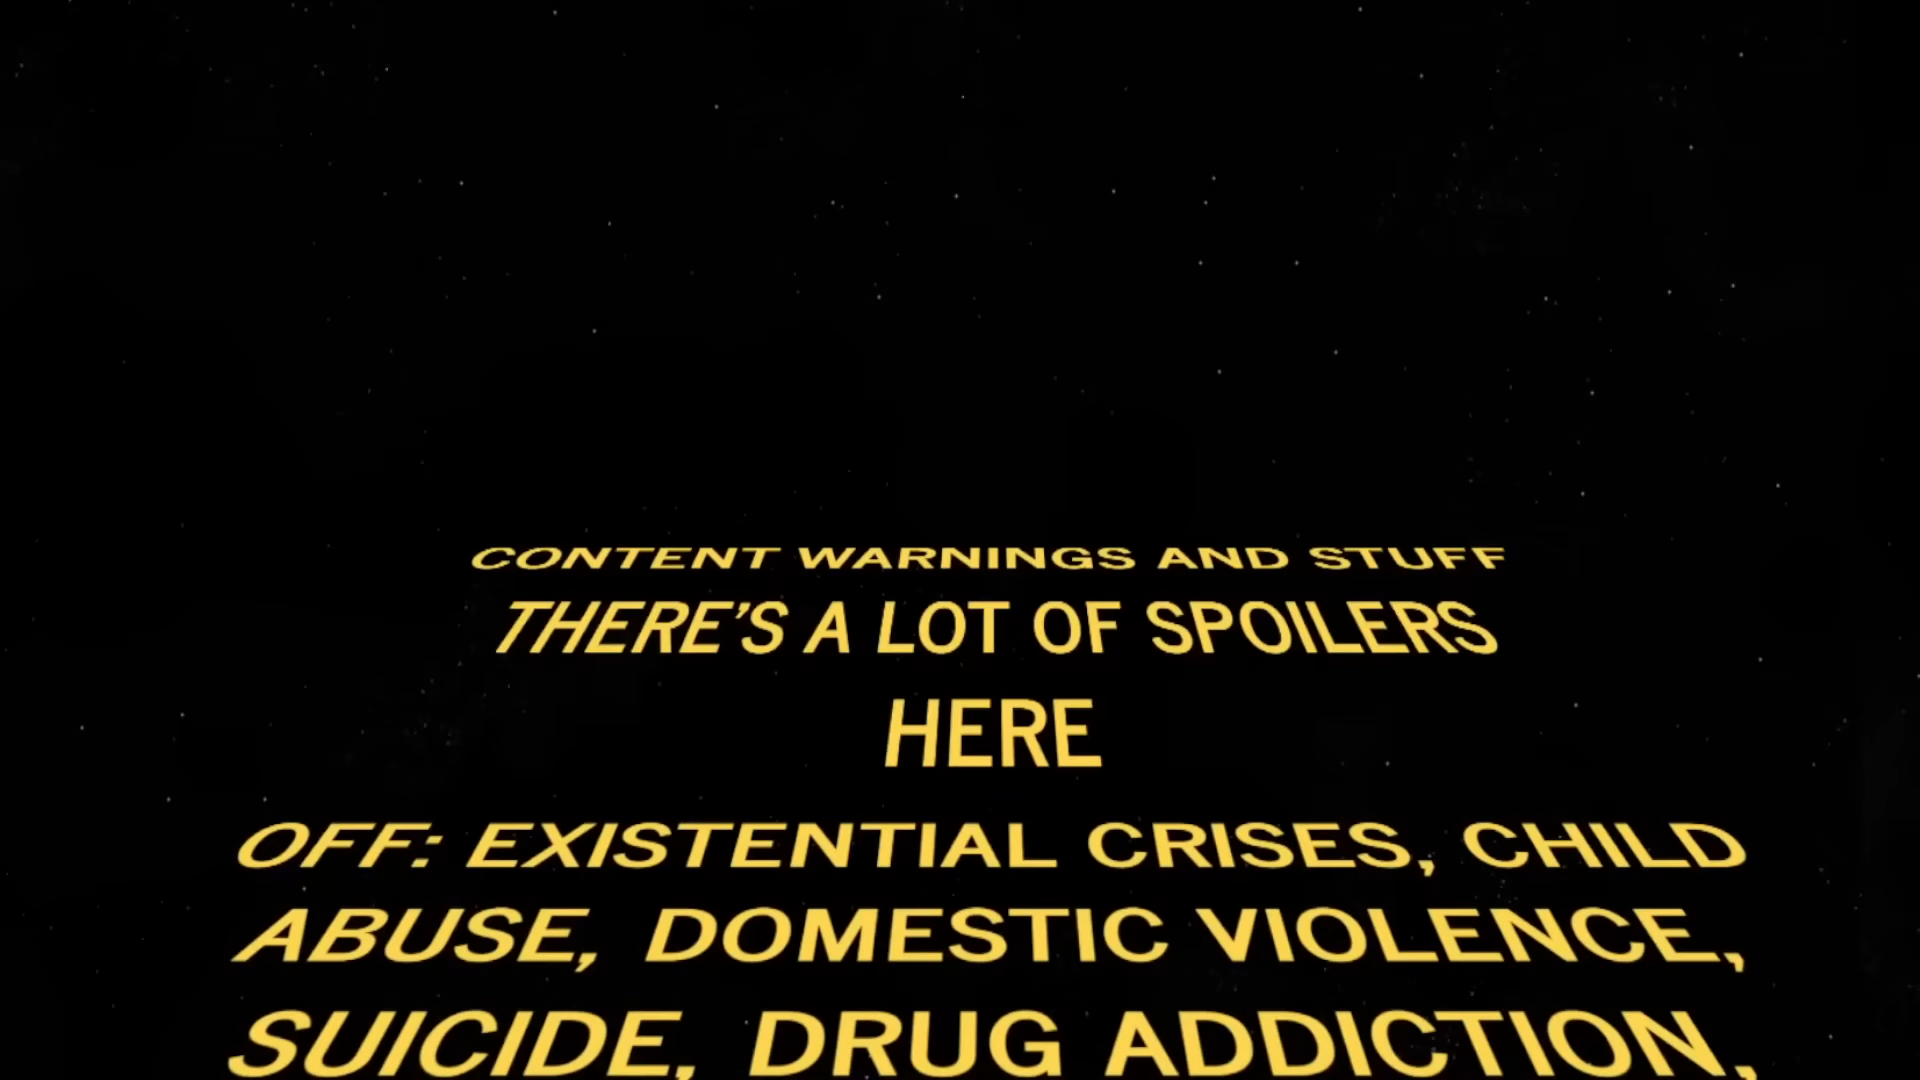 CONTENT WARNINGS AND STUFF
THERE'S A LOT OF SPOILERS
HERE
OFF: EXISTENTIAL CRISES, CHILD
ABUSE, DOMESTIC VIOLENCE,
SUICIDE, DRUG ADDICTION,